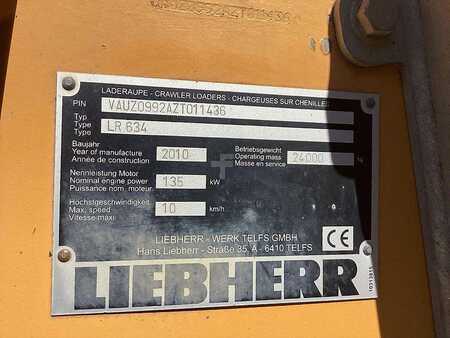 VAUZ0992AZT011436
LADERAUPE - CRAWLER LOADERS - CHARGEUSES SUR CHENILLES
PIN VAUZ0992AZT011436
Typ
Type LR 634
Type
Baujahr
Year of manufacture 2010
Année de construction
Betriebsgewicht
Operating mass 24000
Masse en service
Nennleistung Motor
Nominal engine power 135 kW
Puissance nom. moteur
Höchstgeschwindigkeit
Max. speed 10 km/h
Vitesse maxi
LIEBHERR - WERK TELFS GMBH
Hans Liebherr - Straße 35, A - 6410 TELFS
CE
LIEBHERR